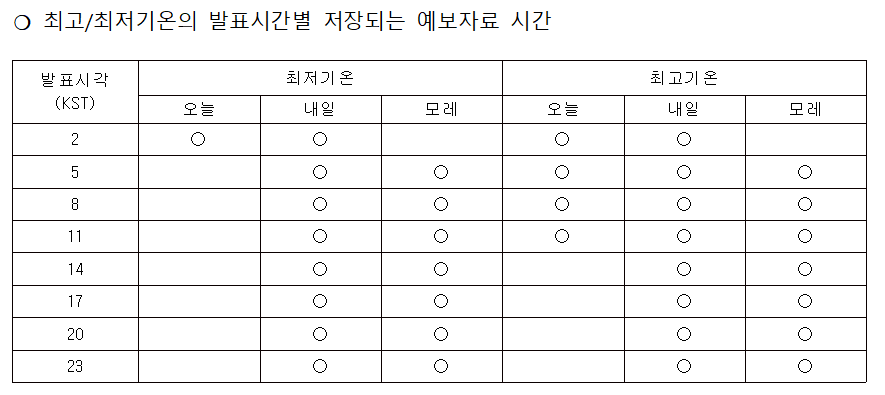 ❍ 최고/최저기온의 발표시간별 저장되는 예보자료 시간
발표시각 최저기온 최고기온
(KST) 오늘 내일 모레 오늘 내일 모레
2 ○ ○ ○ ○
5 ○ ○ ○ ○ ○
8 ○ ○ ○ ○ ○
11 ○ ○ ○ ○ ○
14 ○ ○ ○ ○
17 ○ ○ ○ ○
20 ○ ○ ○ ○
23 ○ ○ ○ ○